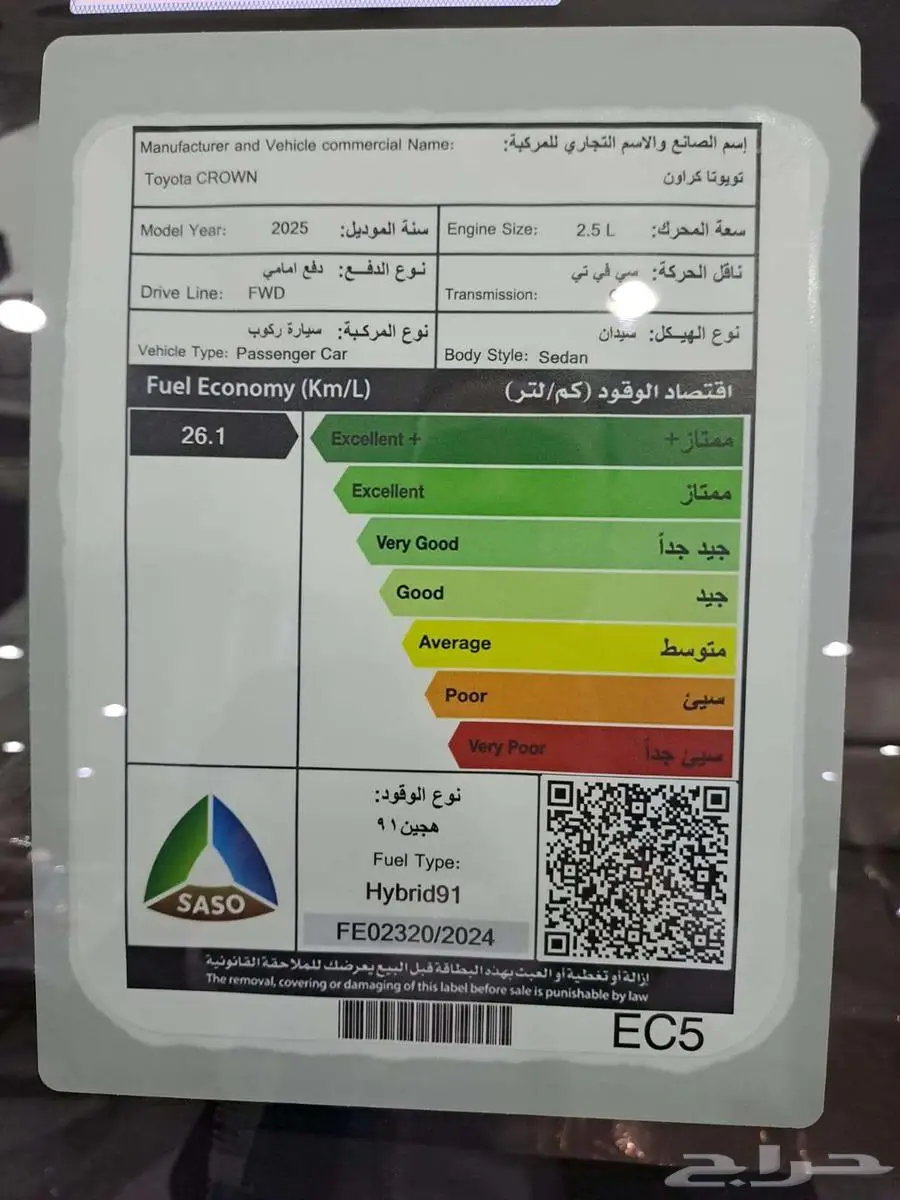 Manufacturer and Vehicle commercial Name: إسم الصانع والاسم التجاري للمركبة:
Toyota CROWN تويوتا كراون
Model Year: 2025 سنة الموديل:
Engine Size: 2.5 L سعة المحرك:
نوع الدفـــع: دفع امامي
Drive Line: FWD
ناقل الحركة: سي في تي
Transmission:
نوع المركبة: سيارة ركوب
Vehicle Type: Passenger Car
نوع الهيكل: سيدان
Body Style: Sedan
Fuel Economy (Km/L) اقتصاد الوقود (كم/لتر)
26.1
Excellent + ممتاز +
Excellent ممتاز
Very Good جيد جداً
Good جيد
Average متوسط
Poor سيئ
Very Poor سيئ جداً
SASO
نوع الوقود:
هجين٩١
Fuel Type:
Hybrid91
FE02320/2024
إزالة أو تغطية أو العبث بهذه البطاقة قبل البيع يعرضك للملاحقة القانونية
The removal, covering or damaging of this label before sale is punishable by law
EC5
حراج